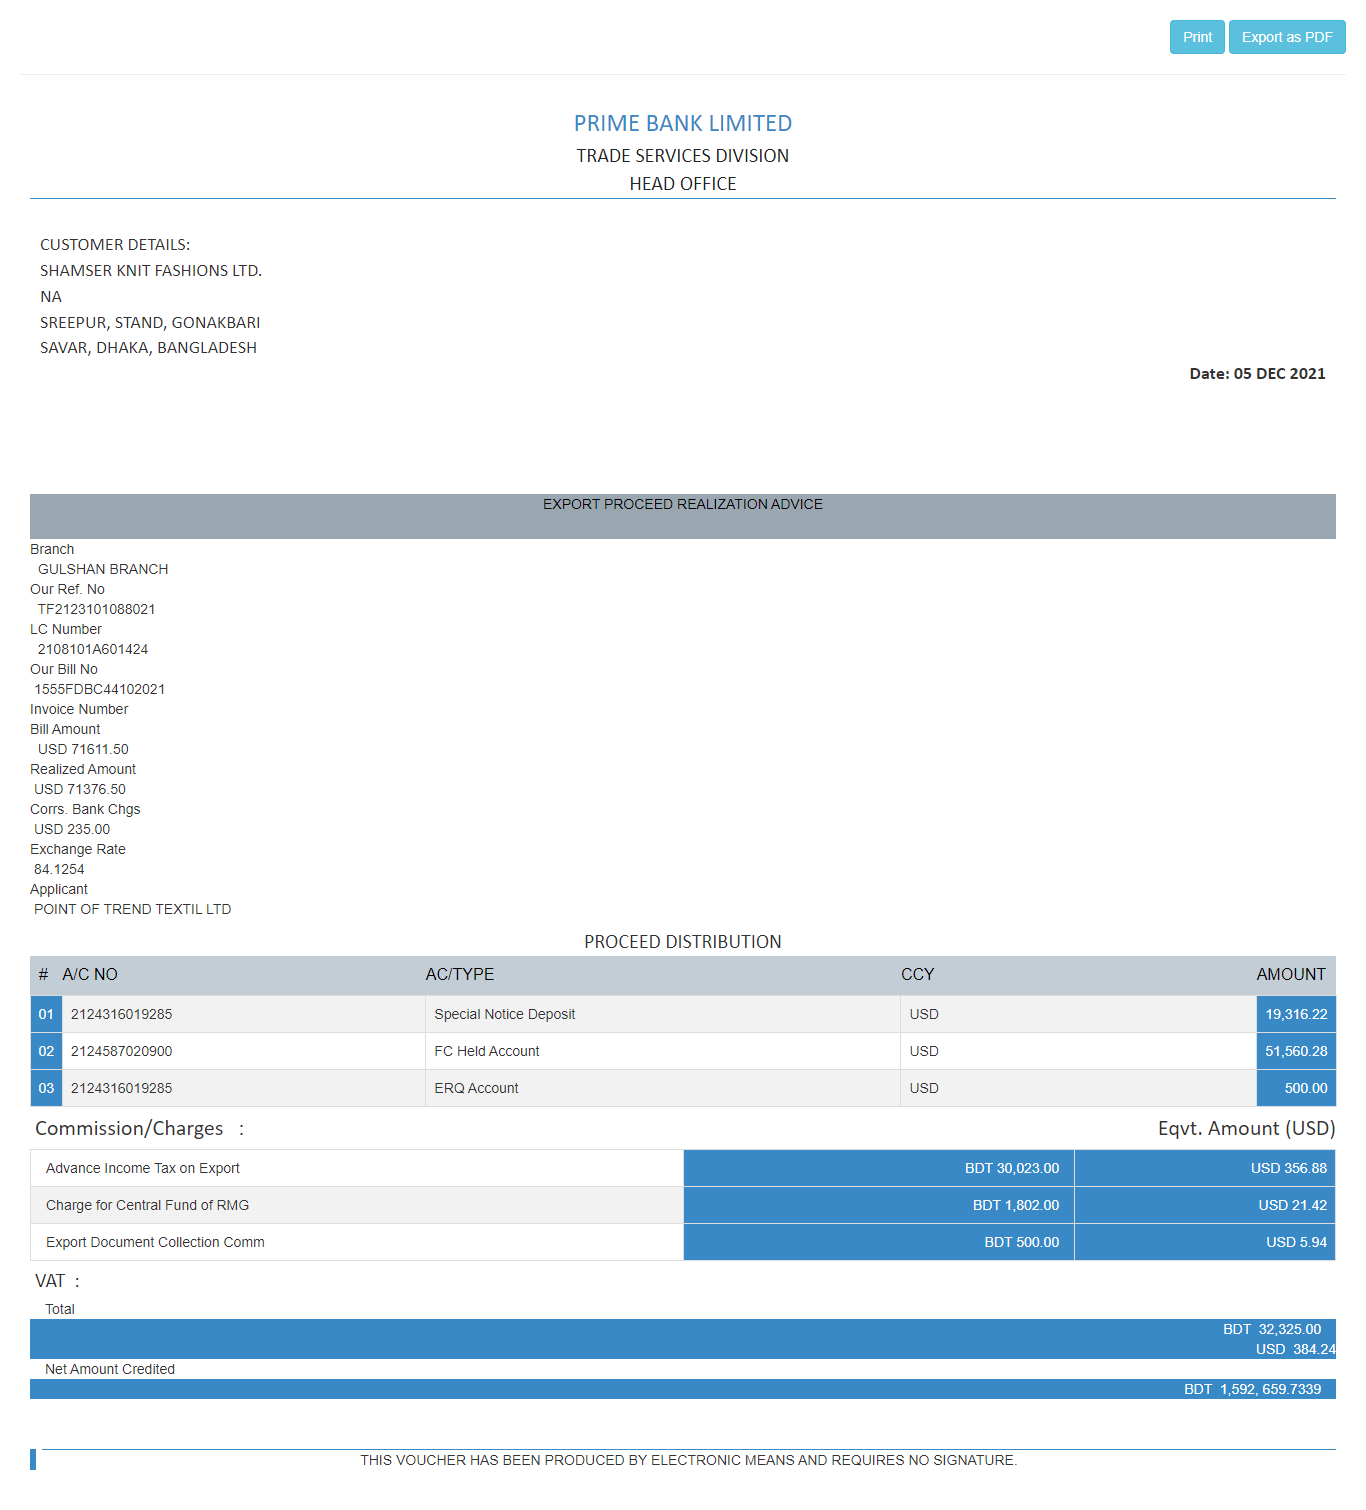 Print Export as PDF
PRIME BANK LIMITED
TRADE SERVICES DIVISION
HEAD OFFICE
CUSTOMER DETAILS:
SHAMSER KNIT FASHIONS LTD.
NA
SREEPUR, STAND, GONAKBARI
SAVAR, DHAKA, BANGLADESH
Date: 05 DEC 2021
EXPORT PROCEED REALIZATION ADVICE
Branch
GULSHAN BRANCH
Our Ref. No
TF2123101088021
LC Number
2108101A601424
Our Bill No
1555FDBC44102021
Invoice Number
Bill Amount
USD 71611.50
Realized Amount
USD 71376.50
Corrs. Bank Chgs
USD 235.00
Exchange Rate
84.1254
Applicant
POINT OF TREND TEXTIL LTD
PROCEED DISTRIBUTION
# A/C NO AC/TYPE CCY AMOUNT
01 2124316019285 Special Notice Deposit USD 19,316.22
02 2124587020900 FC Held Account USD 51,560.28
03 2124316019285 ERQ Account USD 500.00
Commission/Charges : Eqvt. Amount (USD)
Advance Income Tax on Export BDT 30,023.00 USD 356.88
Charge for Central Fund of RMG BDT 1,802.00 USD 21.42
Export Document Collection Comm BDT 500.00 USD 5.94
VAT :
Total
BDT 32,325.00
USD 384.24
Net Amount Credited
BDT 1,592, 659.7339
THIS VOUCHER HAS BEEN PRODUCED BY ELECTRONIC MEANS AND REQUIRES NO SIGNATURE.